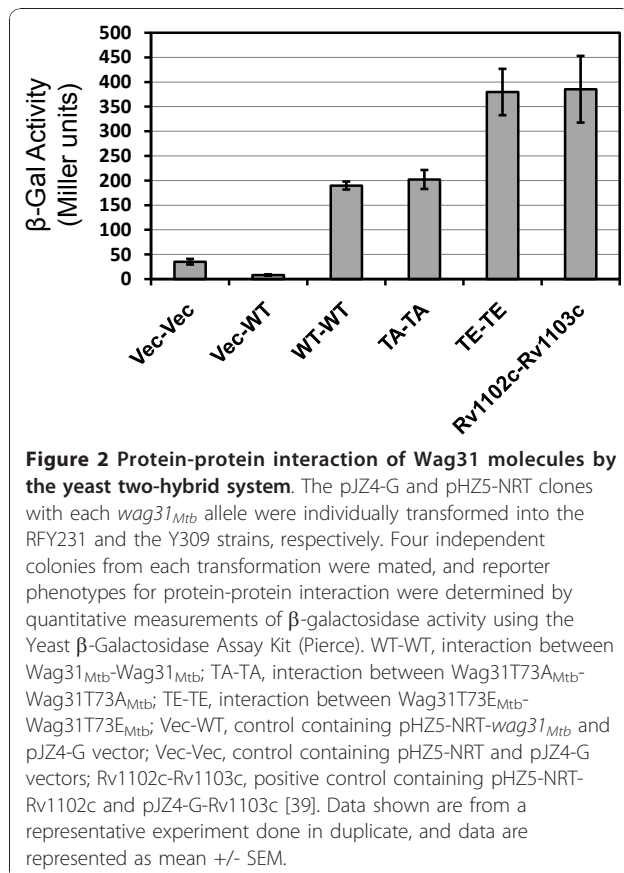 500
450
400
350
300
250
200
150
100
50
0
β-Gal Activity
(Miller units)
Vec-Vec
Vec-WT
WT-WT
TA-TA
TE-TE
Rv1102c-Rv1103c
Figure 2 Protein-protein interaction of Wag31 molecules by
the yeast two-hybrid system. The pJZ4-G and pHZ5-NRT clones
with each wag31Mtb allele were individually transformed into the
RFY231 and the Y309 strains, respectively. Four independent
colonies from each transformation were mated, and reporter
phenotypes for protein-protein interaction were determined by
quantitative measurements of β-galactosidase activity using the
Yeast β-Galactosidase Assay Kit (Pierce). WT-WT, interaction between
Wag31Mtb-Wag31Mtb; TA-TA, interaction between Wag31T73AMtb-
Wag31T73AMtb; TE-TE, interaction between Wag31T73EMtb-
Wag31T73EMtb; Vec-WT, control containing pHZ5-NRT-wag31Mtb and
pJZ4-G vector; Vec-Vec, control containing pHZ5-NRT and pJZ4-G
vectors; Rv1102c-Rv1103c, positive control containing pHZ5-NRT-
Rv1102c and pJZ4-G-Rv1103c [39]. Data shown are from a
representative experiment done in duplicate, and data are
represented as mean +/- SEM.